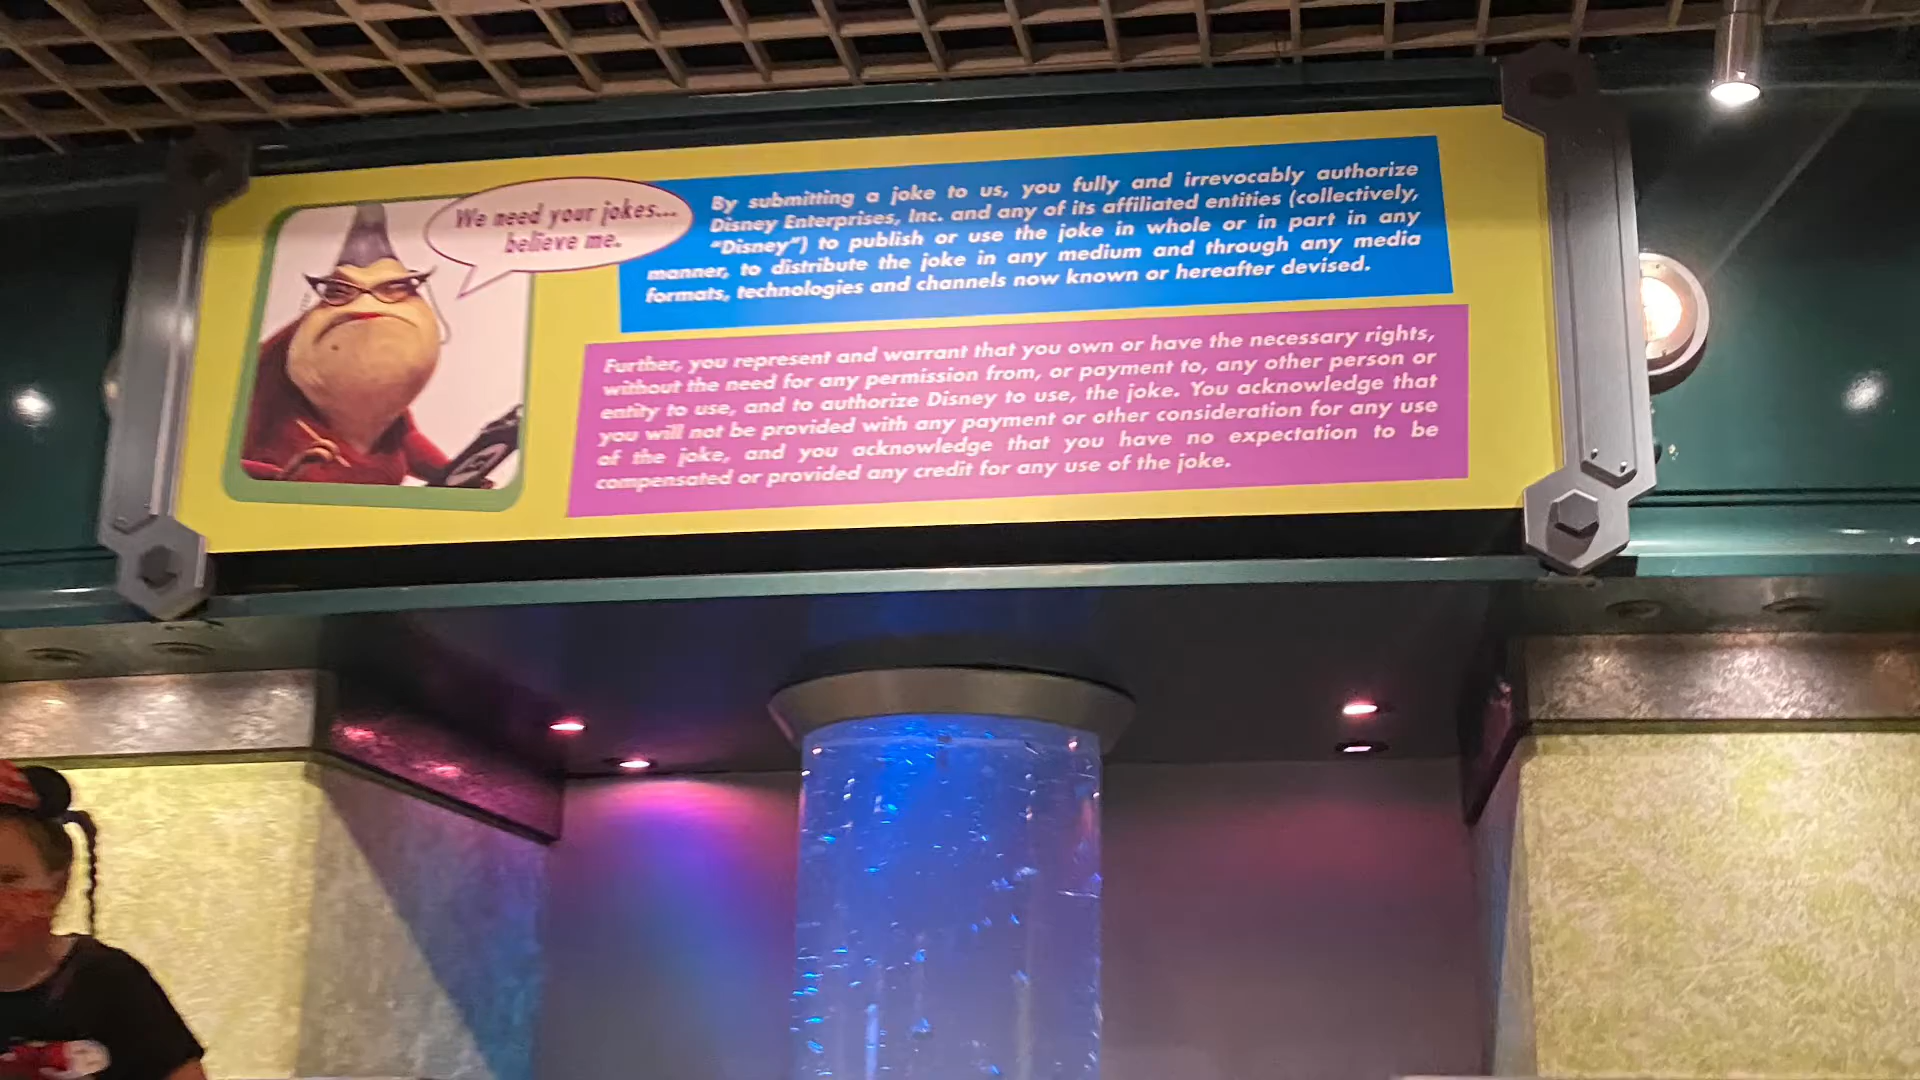 We need your jokes...
believe me.
By submitting a joke to us, you fully and irrevocably authorize
Disney Enterprises, Inc. and any of its affiliated entities (collectively,
“Disney”) to publish or use the joke in whole or in part in any
manner, to distribute the joke in any medium and through any media
formats, technologies and channels now known or hereafter devised.
Further, you represent and warrant that you own or have the necessary rights,
without the need for any permission from, or payment to, any other person or
entity to use, and to authorize Disney to use, the joke. You acknowledge that
you will not be provided with any payment or other consideration for any use
of the joke, and you acknowledge that you have no expectation to be
compensated or provided any credit for any use of the joke.